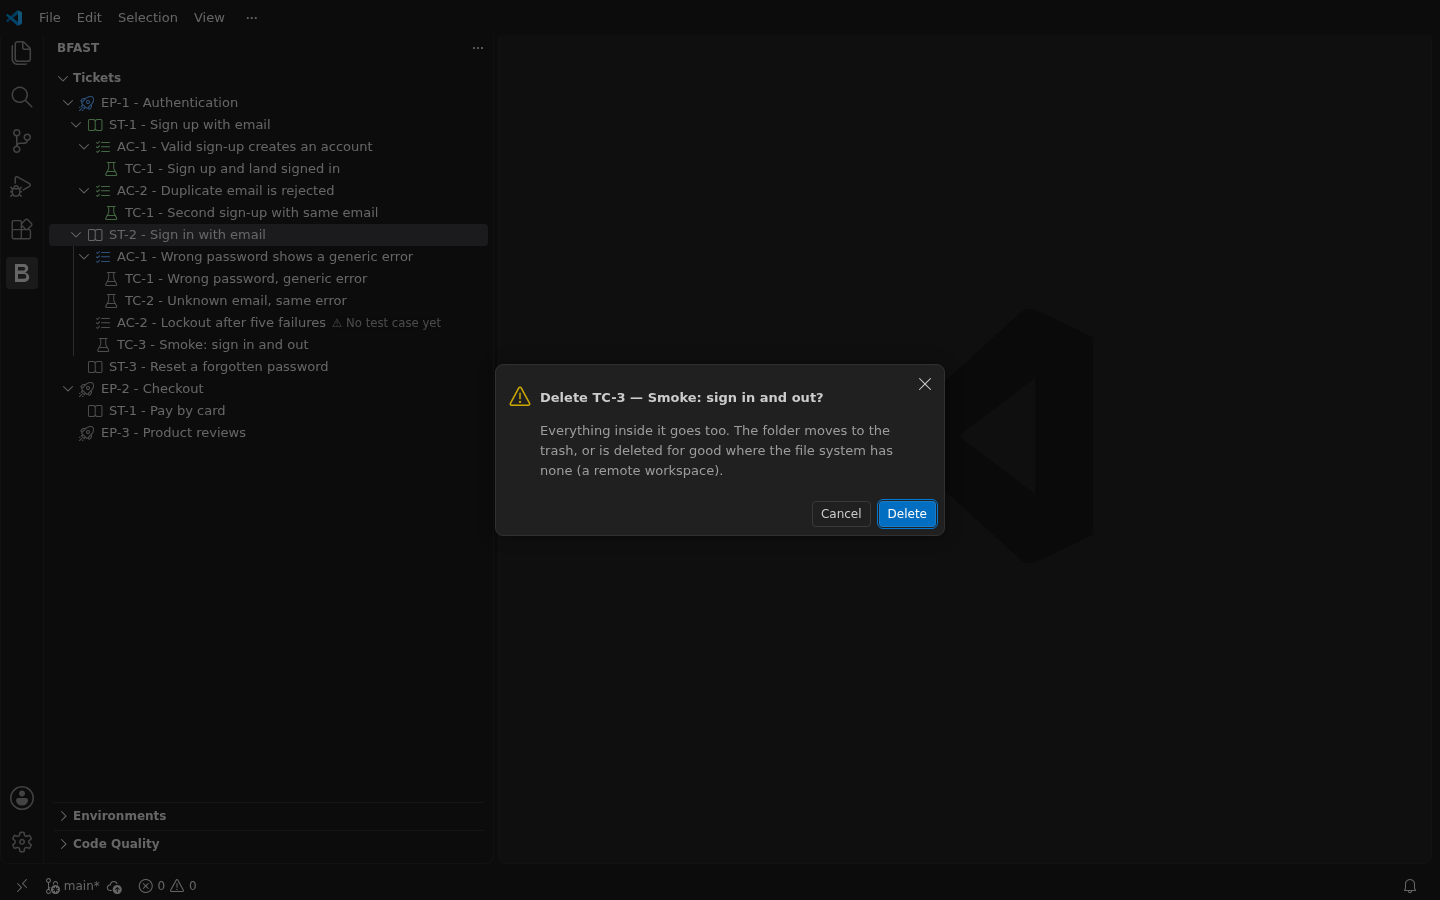 File Edit Selection View ···
BFAST ···
Tickets
EP-1 - Authentication
ST-1 - Sign up with email
AC-1 - Valid sign-up creates an account
TC-1 - Sign up and land signed in
AC-2 - Duplicate email is rejected
TC-1 - Second sign-up with same email
ST-2 - Sign in with email
B
AC-1 - Wrong password shows a generic error
TC-1 - Wrong password, generic error
TC-2 - Unknown email, same error
AC-2 - Lockout after five failures ⚠ No test case yet
TC-3 - Smoke: sign in and out
ST-3 - Reset a forgotten password
EP-2 - Checkout
ST-1 - Pay by card
EP-3 - Product reviews
Delete TC-3 — Smoke: sign in and out?
Everything inside it goes too. The folder moves to the
trash, or is deleted for good where the file system has
none (a remote workspace).
Cancel Delete
Environments
Code Quality
main* 0 0